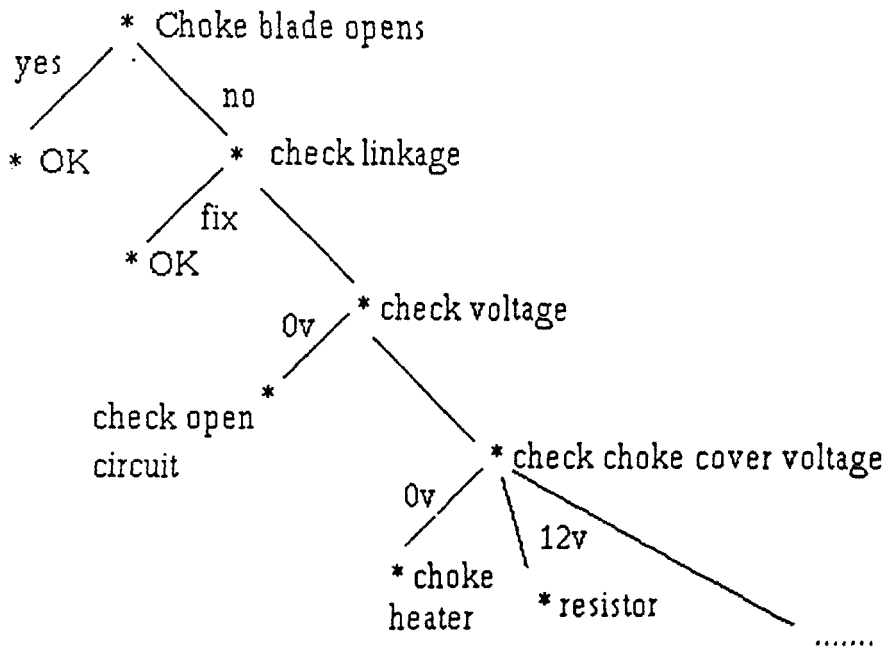 * Choke blade opens
yes
no
* OK
* check linkage
fix
* OK
* check voltage
0v
*
check open
circuit
* check choke cover voltage
0v
12v
* choke
heater
* resistor
.......